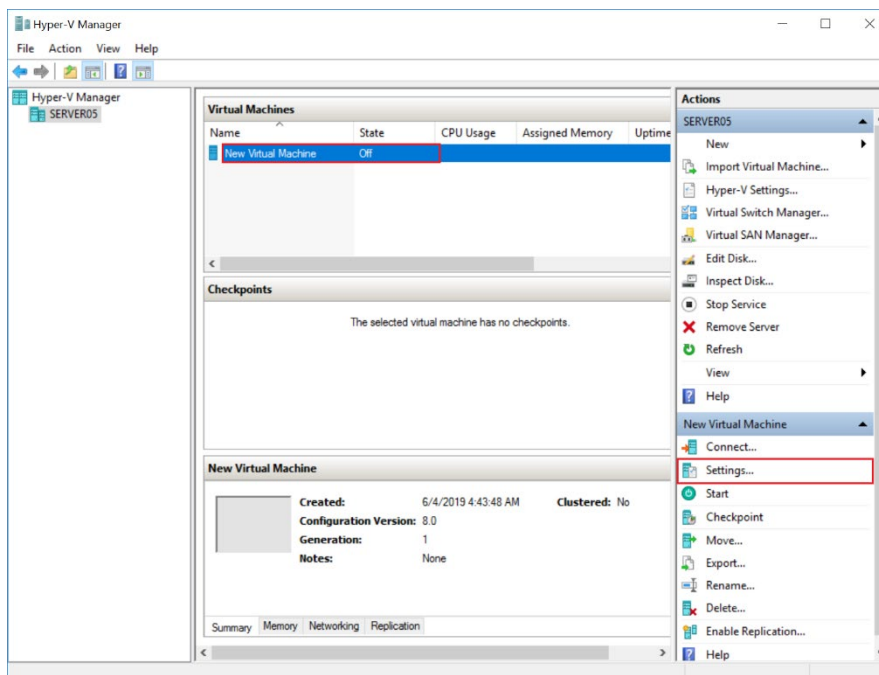 Hyper-V Manager
File Action View Help
Hyper-V Manager
SERVER05
Virtual Machines
Name State CPU Usage Assigned Memory Uptime
New Virtual Machine Off
Checkpoints
The selected virtual machine has no checkpoints.
New Virtual Machine
Created: 6/4/2019 4:43:48 AM Clustered: No
Configuration Version: 8.0
Generation: 1
Notes: None
Summary Memory Networking Replication
Actions
SERVER05
New
Import Virtual Machine...
Hyper-V Settings...
Virtual Switch Manager...
Virtual SAN Manager...
Edit Disk...
Inspect Disk...
Stop Service
Remove Server
Refresh
View
Help
New Virtual Machine
Connect...
Settings...
Start
Checkpoint
Move...
Export...
Rename...
Delete...
Enable Replication...
Help